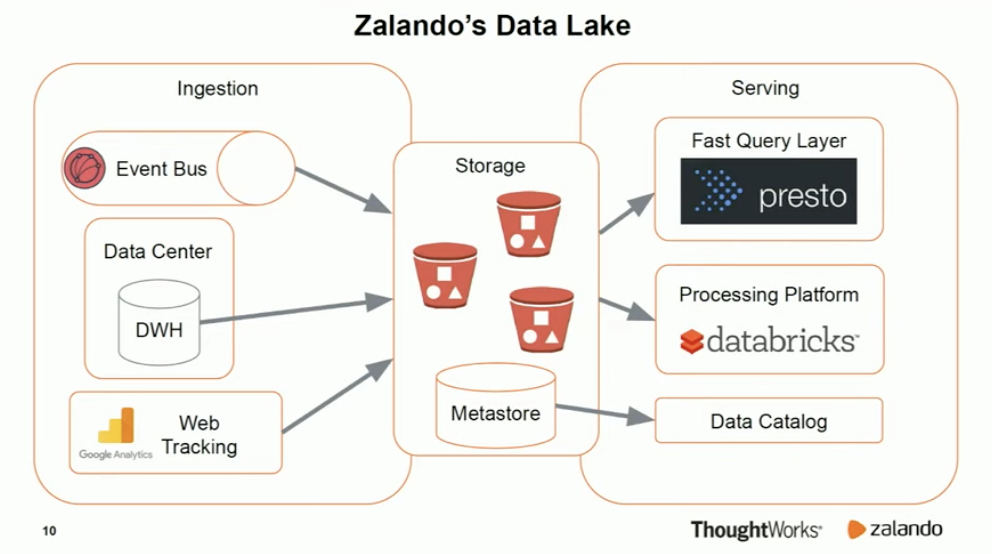 Zalando's Data Lake
Ingestion
Event Bus
Data Center
DWH
Google Analytics
Web
Tracking
Storage
Metastore
Serving
Fast Query Layer
presto
Processing Platform
databricks™
Data Catalog
10
ThoughtWorks®
zalando